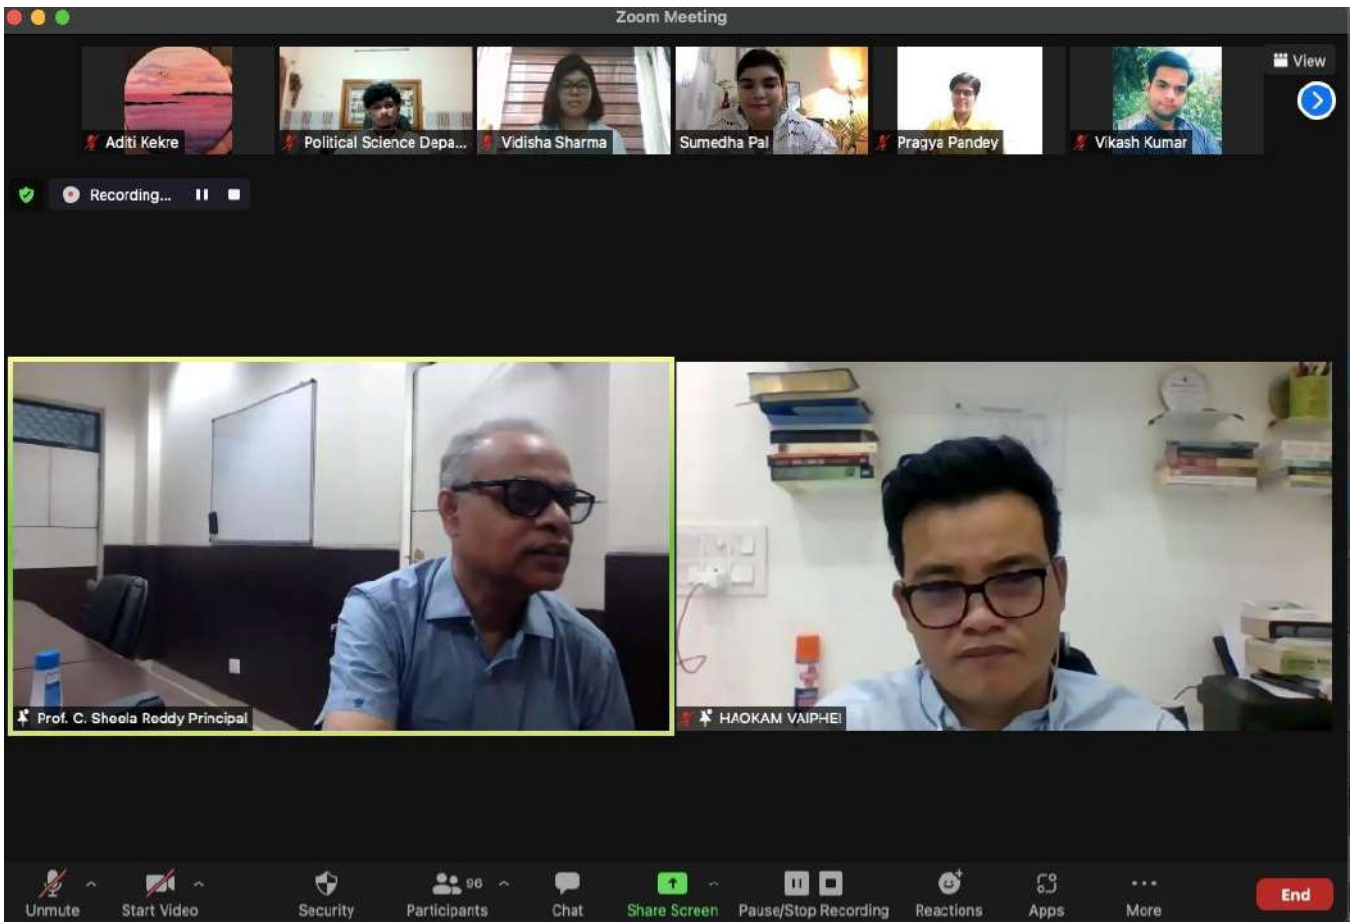 Zoom Meeting
View
Aditi Kekre
Political Science Depa...
Vidisha Sharma
Sumedha Pal
Pragya Pandey
Vikash Kumar
Recording...
Prof. C. Sheela Reddy Principal
HAOKAM VAIPHEI
96
Unmute
Start Video
Security
Participants
Chat
Share Screen
Pause/Stop Recording
Reactions
Apps
More
End